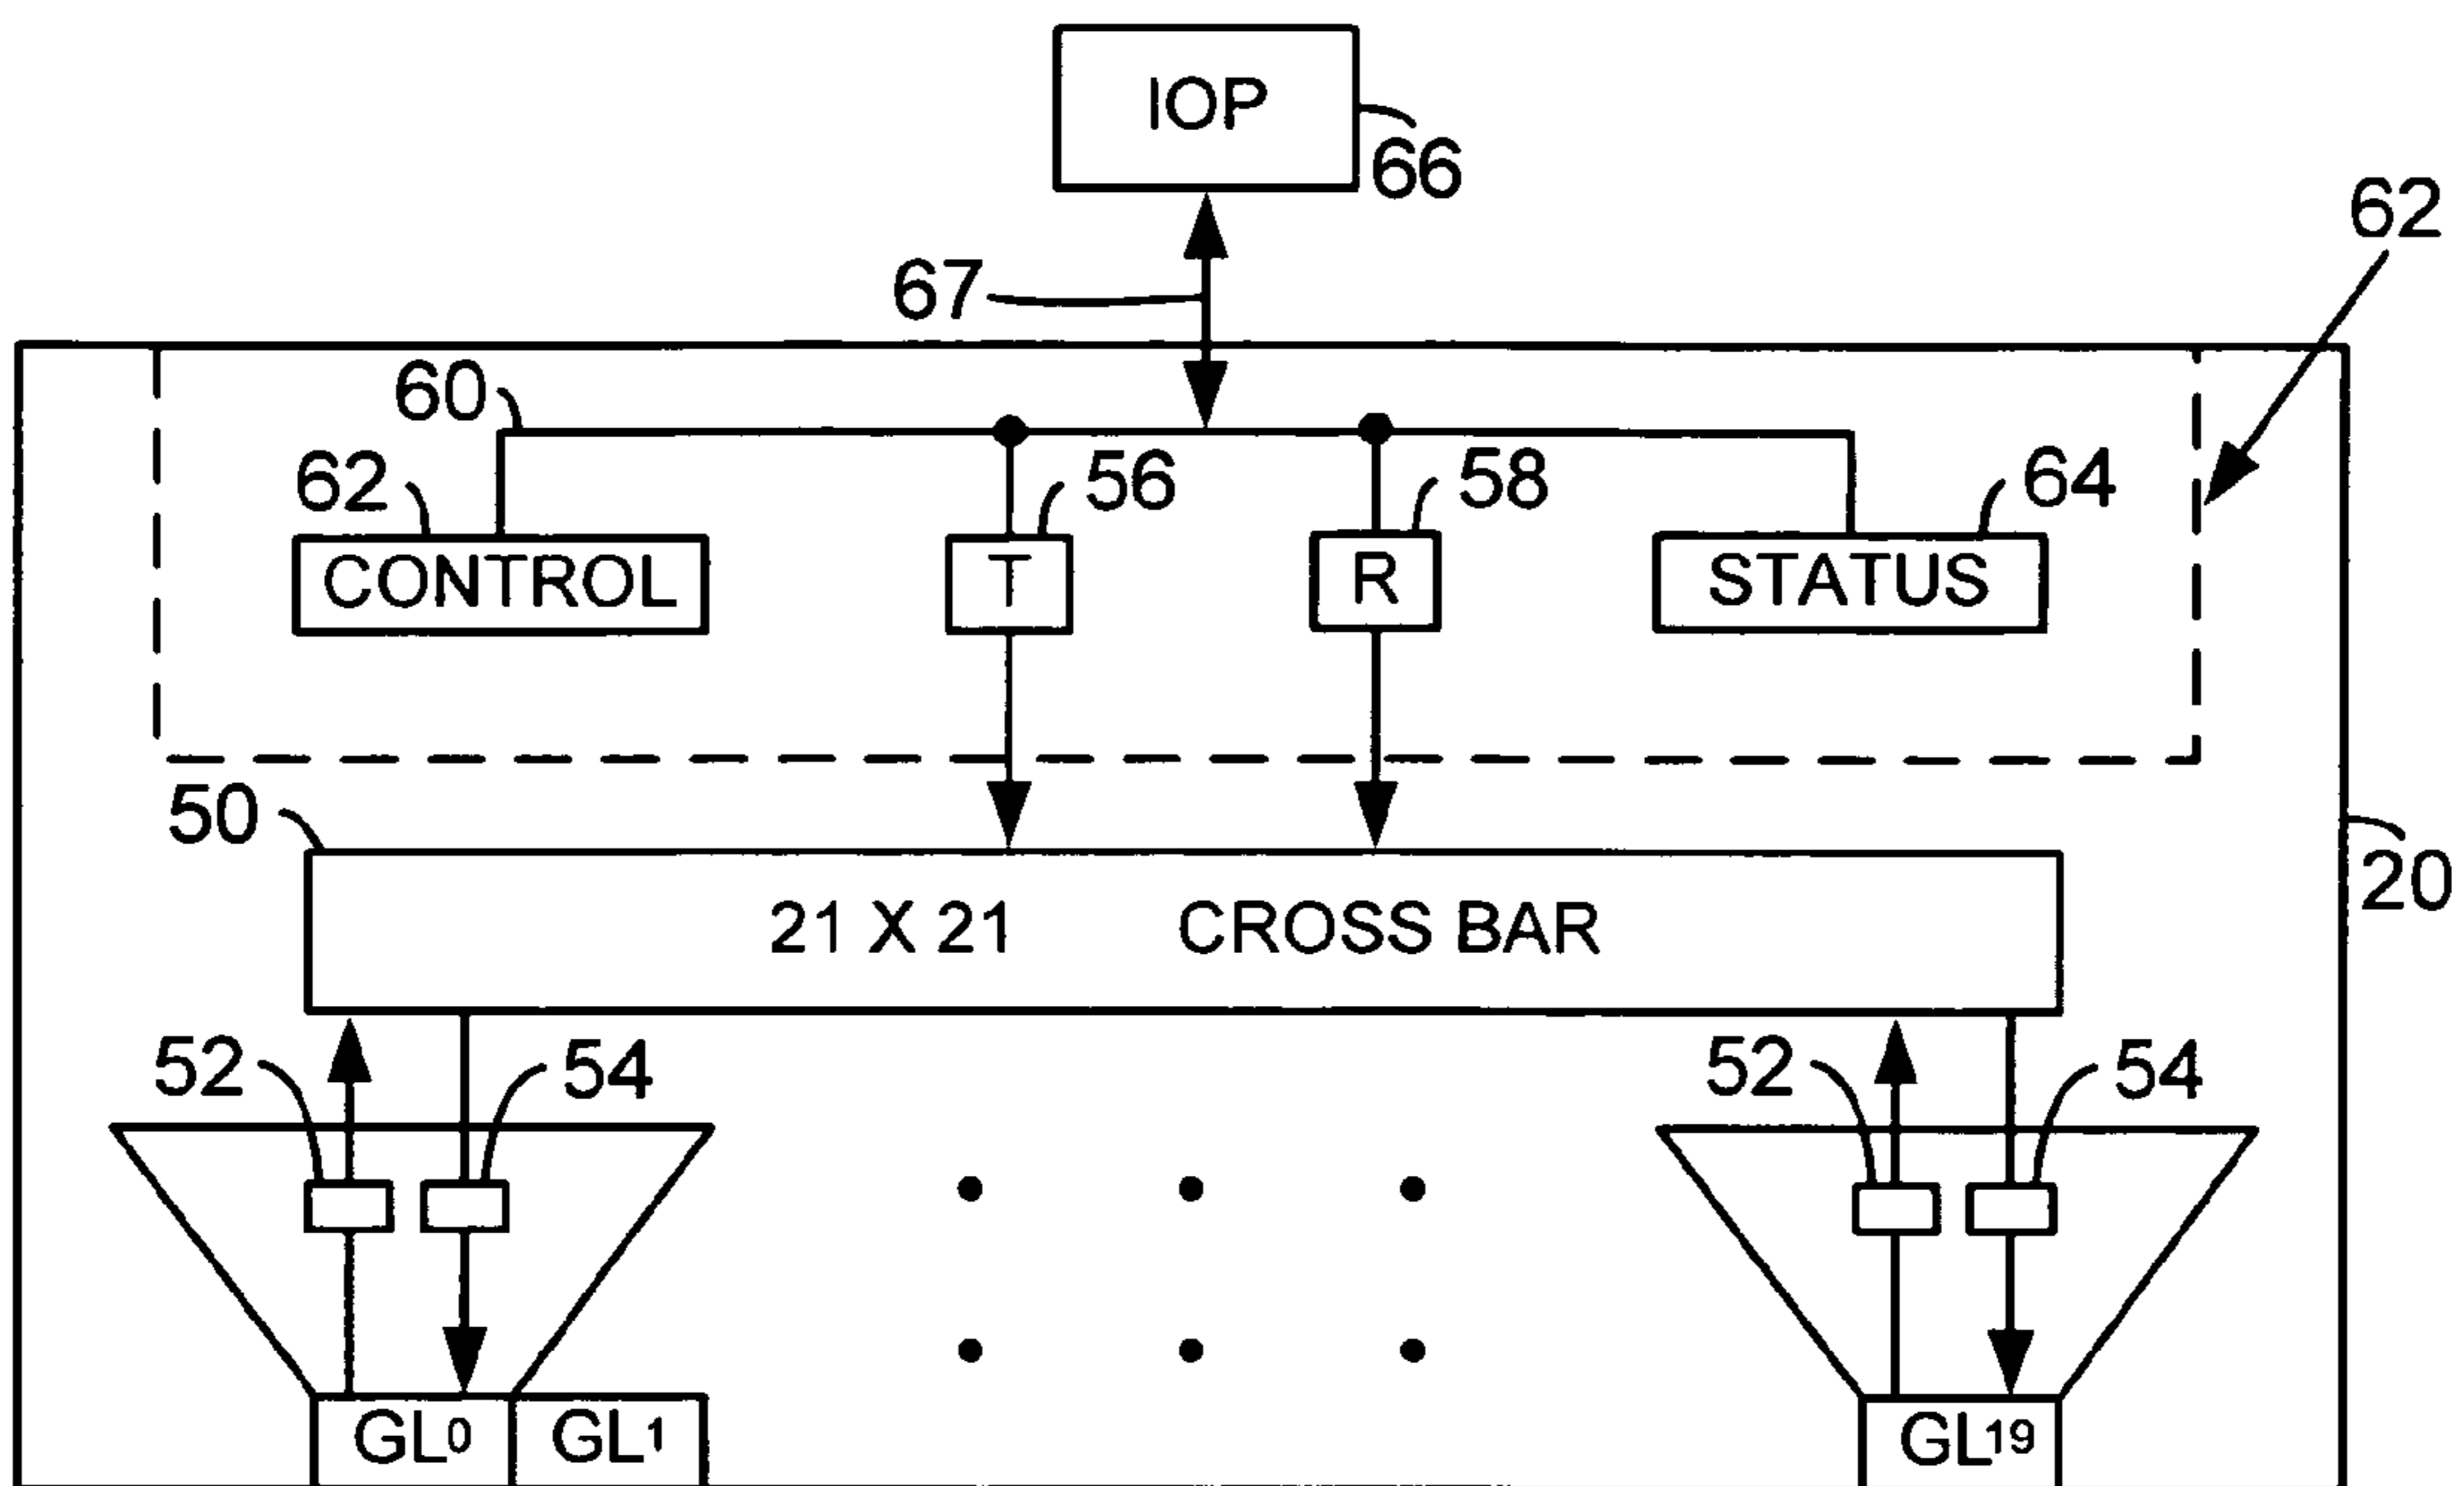 IOP
66
62
67
60
62
56
58
64
CONTROL
T
R
STATUS
50
20
21 X 21 CROSS BAR
52
54
52
54
GL0
GL1
GL19